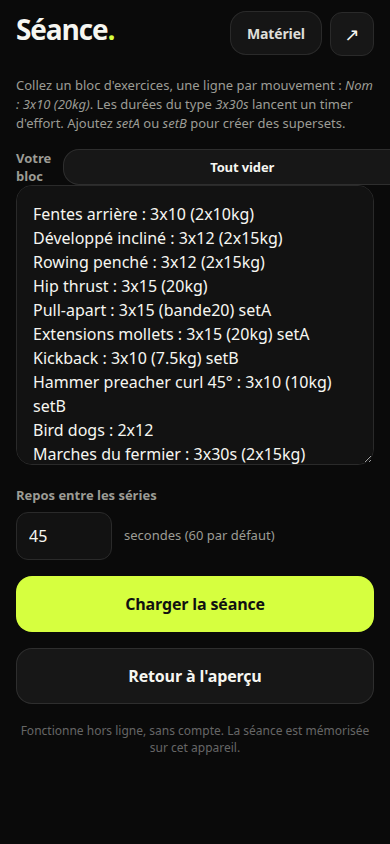 Séance.
Matériel
↗
Collez un bloc d'exercices, une ligne par mouvement : Nom
: 3x10 (20kg). Les durées du type 3x30s lancent un timer
d'effort. Ajoutez setA ou setB pour créer des supersets.
Votre
bloc
Tout vider
Fentes arrière : 3x10 (2x10kg)
Développé incliné : 3x12 (2x15kg)
Rowing penché : 3x12 (2x15kg)
Hip thrust : 3x15 (20kg)
Pull-apart : 3x15 (bande20) setA
Extensions mollets : 3x15 (20kg) setA
Kickback : 3x10 (7.5kg) setB
Hammer preacher curl 45° : 3x10 (10kg)
setB
Bird dogs : 2x12
Marches du fermier : 3x30s (2x15kg)
Repos entre les séries
45
secondes (60 par défaut)
Charger la séance
Retour à l'aperçu
Fonctionne hors ligne, sans compte. La séance est mémorisée
sur cet appareil.